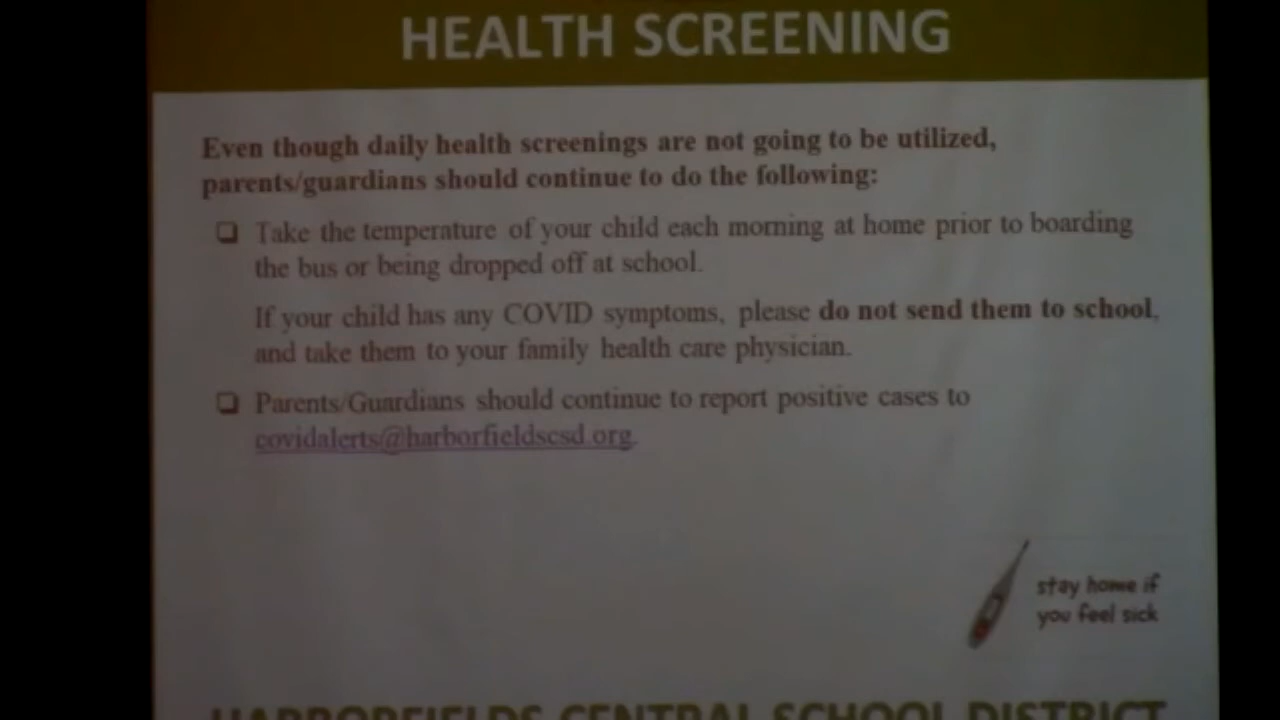 HEALTH SCREENING
Even though daily health screenings are not going to be utilized,
parents/guardians should continue to do the following:
❑ Take the temperature of your child each morning at home prior to boarding
the bus or being dropped off at school.
If your child has any COVID symptoms, please do not send them to school,
and take them to your family health care physician.
❑ Parents/Guardians should continue to report positive cases to
covidalerts@harborfieldscsd.org.
stay home if
you feel sick
HARBORFIELDS CENTRAL SCHOOL DISTRICT